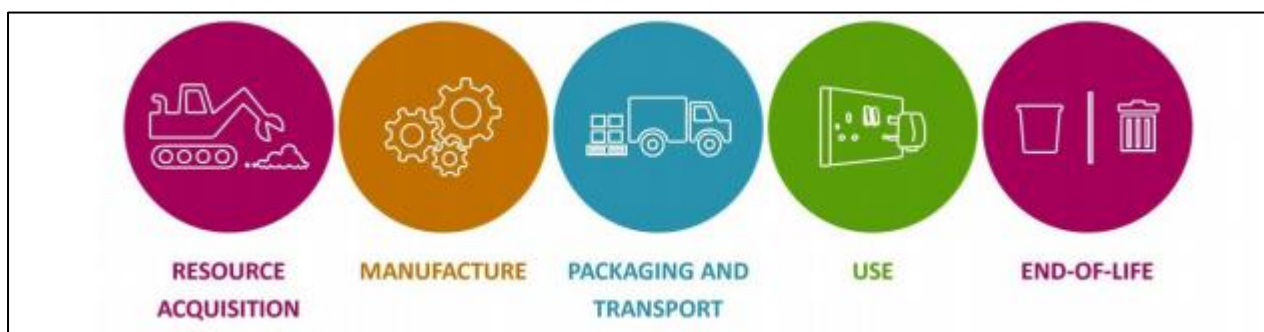 RESOURCE
ACQUISITION
MANUFACTURE
PACKAGING AND
TRANSPORT
USE
END-OF-LIFE